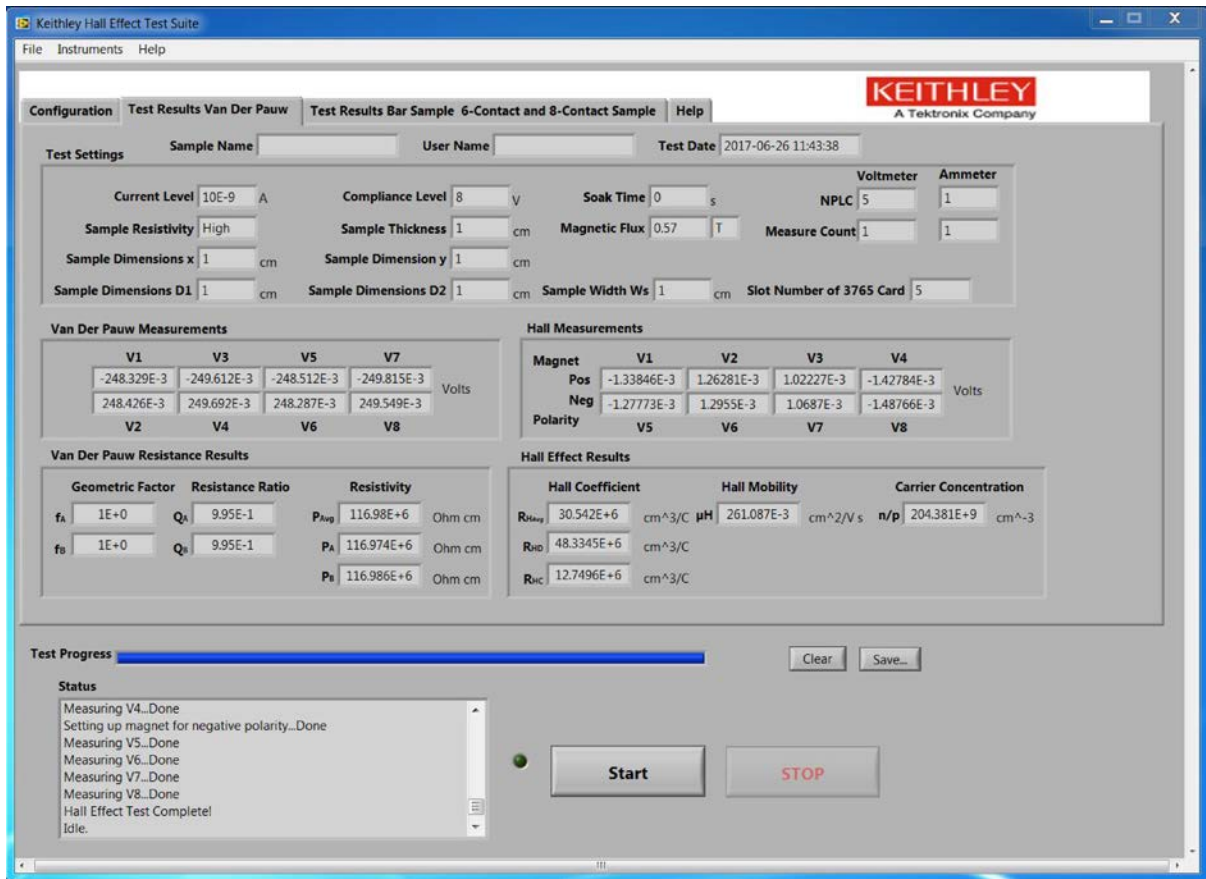 Keithley Hall Effect Test Suite
File Instruments Help
KEITHLEY
A Tektronix Company
Configuration Test Results Van Der Pauw Test Results Bar Sample 6-Contact and 8-Contact Sample Help
Test Settings Sample Name User Name Test Date 2017-06-26 11:43:38
Voltmeter Ammeter
Current Level 10E-9 A Compliance Level 8 V Soak Time 0 s NPLC 5 1
Sample Resistivity High Sample Thickness 1 cm Magnetic Flux 0.57 T Measure Count 1 1
Sample Dimensions x 1 cm Sample Dimension y 1 cm
Sample Dimensions D1 1 cm Sample Dimensions D2 1 cm Sample Width Ws 1 cm Slot Number of 3765 Card 5
Van Der Pauw Measurements
V1 V3 V5 V7
-248.329E-3 -249.612E-3 -248.512E-3 -249.815E-3
Volts
248.426E-3 249.692E-3 248.287E-3 249.549E-3
V2 V4 V6 V8
Hall Measurements
Magnet V1 V2 V3 V4
Pos -1.33846E-3 1.26281E-3 1.02227E-3 -1.42784E-3
Volts
Neg -1.27773E-3 1.2955E-3 1.0687E-3 -1.48766E-3
Polarity V5 V6 V7 V8
Van Der Pauw Resistance Results
Geometric Factor Resistance Ratio Resistivity
fA 1E+0 QA 9.95E-1 PAvg 116.98E+6 Ohm cm
fB 1E+0 QB 9.95E-1 PA 116.974E+6 Ohm cm
PB 116.986E+6 Ohm cm
Hall Effect Results
Hall Coefficient Hall Mobility Carrier Concentration
RHavg 30.542E+6 cm^3/C µH 261.087E-3 cm^2/V s n/p 204.381E+9 cm^-3
RHD 48.3345E+6 cm^3/C
RHC 12.7496E+6 cm^3/C
Test Progress
Clear Save...
Status
Measuring V4...Done
Setting up magnet for negative polarity...Done
Measuring V5...Done
Measuring V6...Done
Measuring V7...Done
Measuring V8...Done
Hall Effect Test Complete!
Idle.
Start STOP